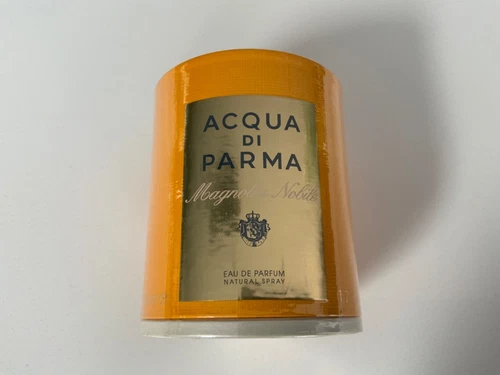 ACQUA
DI
PARMA
Magnolia Nobile
EAU DE PARFUM
NATURAL SPRAY